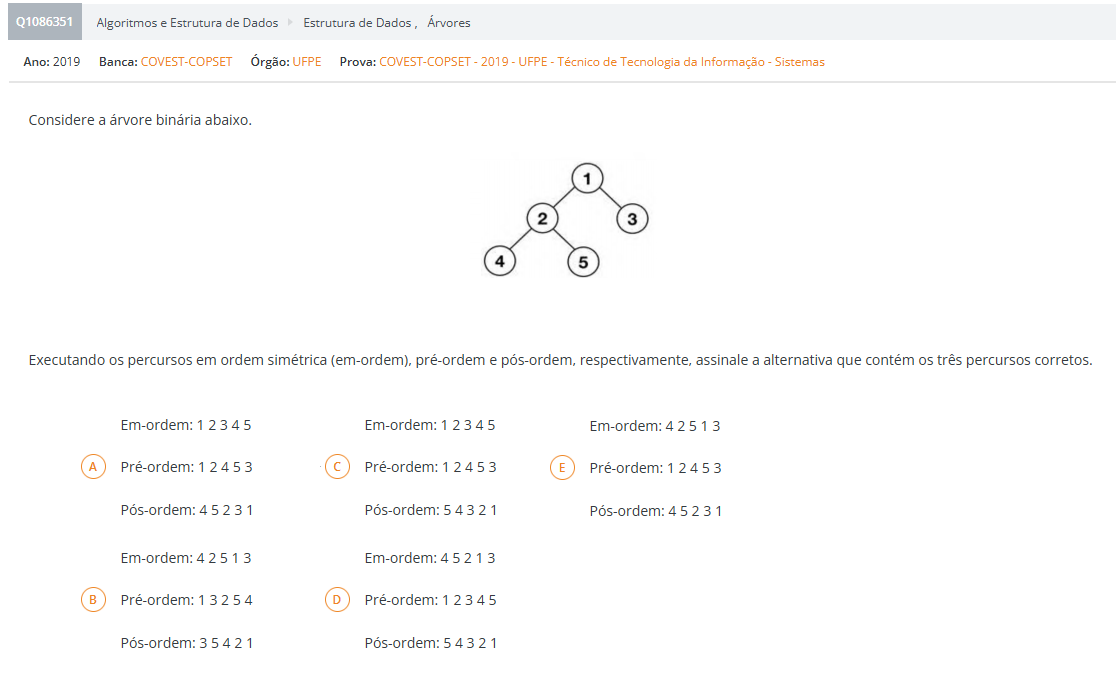 Q1086351 Algoritmos e Estrutura de Dados Estrutura de Dados , Árvores
Ano: 2019 Banca: COVEST-COPSET Órgão: UFPE Prova: COVEST-COPSET - 2019 - UFPE - Técnico de Tecnologia da Informação - Sistemas
Considere a árvore binária abaixo.
1
2 3
4 5
Executando os percursos em ordem simétrica (em-ordem), pré-ordem e pós-ordem, respectivamente, assinale a alternativa que contém os três percursos corretos.
Em-ordem: 1 2 3 4 5
A Pré-ordem: 1 2 4 5 3
Pós-ordem: 4 5 2 3 1
Em-ordem: 4 2 5 1 3
B Pré-ordem: 1 3 2 5 4
Pós-ordem: 3 5 4 2 1
Em-ordem: 1 2 3 4 5
C Pré-ordem: 1 2 4 5 3
Pós-ordem: 5 4 3 2 1
Em-ordem: 4 5 2 1 3
D Pré-ordem: 1 2 3 4 5
Pós-ordem: 5 4 3 2 1
Em-ordem: 4 2 5 1 3
E Pré-ordem: 1 2 4 5 3
Pós-ordem: 4 5 2 3 1